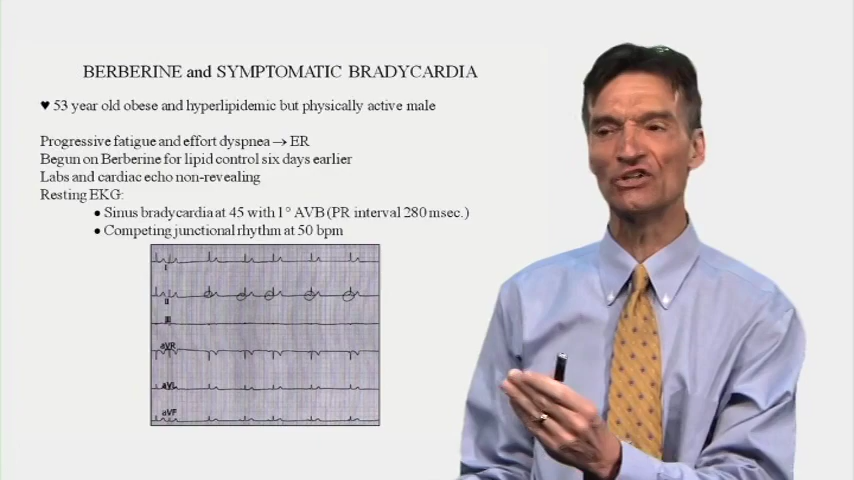 BERBERINE and SYMPTOMATIC BRADYCARDIA
♥ 53 year old obese and hyperlipidemic but physically active male
Progressive fatigue and effort dyspnea → ER
Begun on Berberine for lipid control six days earlier
Labs and cardiac echo non-revealing
Resting EKG:
• Sinus bradycardia at 45 with 1° AVB (PR interval 280 msec.)
• Competing junctional rhythm at 50 bpm
I
II
III
aVR
aVL
aVF